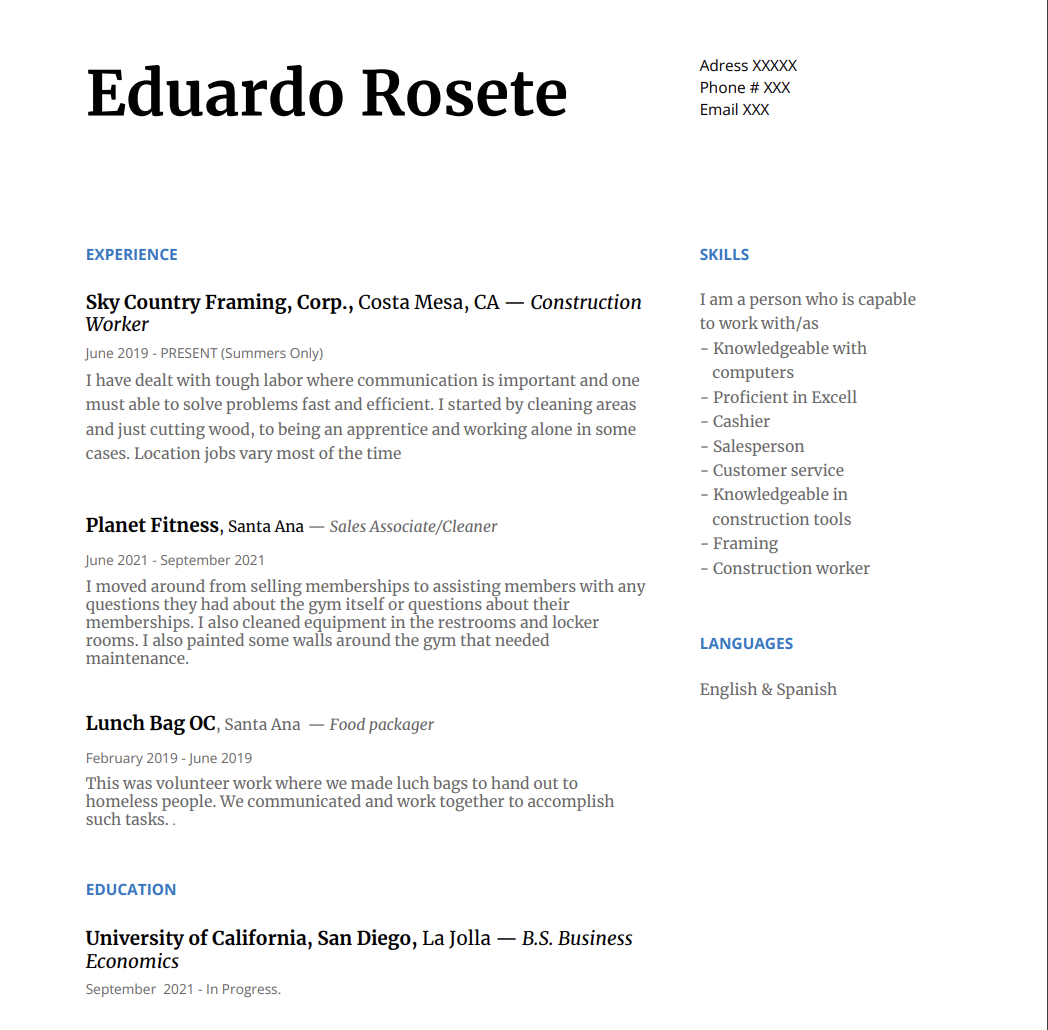 Eduardo Rosete
Adress XXXXX
Phone # XXX
Email XXX
EXPERIENCE
Sky Country Framing, Corp., Costa Mesa, CA — Construction
Worker
June 2019 - PRESENT (Summers Only)
I have dealt with tough labor where communication is important and one
must able to solve problems fast and efficient. I started by cleaning areas
and just cutting wood, to being an apprentice and working alone in some
cases. Location jobs vary most of the time
Planet Fitness, Santa Ana — Sales Associate/Cleaner
June 2021 - September 2021
I moved around from selling memberships to assisting members with any
questions they had about the gym itself or questions about their
memberships. I also cleaned equipment in the restrooms and locker
rooms. I also painted some walls around the gym that needed
maintenance.
Lunch Bag OC, Santa Ana — Food packager
February 2019 - June 2019
This was volunteer work where we made luch bags to hand out to
homeless people. We communicated and work together to accomplish
such tasks. .
EDUCATION
University of California, San Diego, La Jolla — B.S. Business
Economics
September 2021 - In Progress.
SKILLS
I am a person who is capable
to work with/as
- Knowledgeable with
computers
- Proficient in Excell
- Cashier
- Salesperson
- Customer service
- Knowledgeable in
construction tools
- Framing
- Construction worker
LANGUAGES
English & Spanish